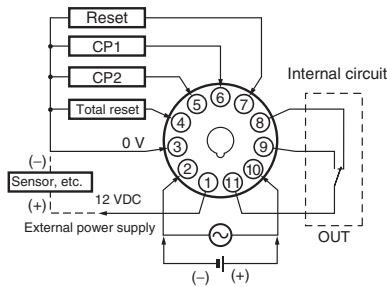 Reset
CP1
CP2
Total reset
Internal circuit
6
5
7
4
8
0 V
3
9
2
10
1
11
(−)
Sensor, etc.
(+)
12 VDC
External power supply
OUT
(−)
(+)